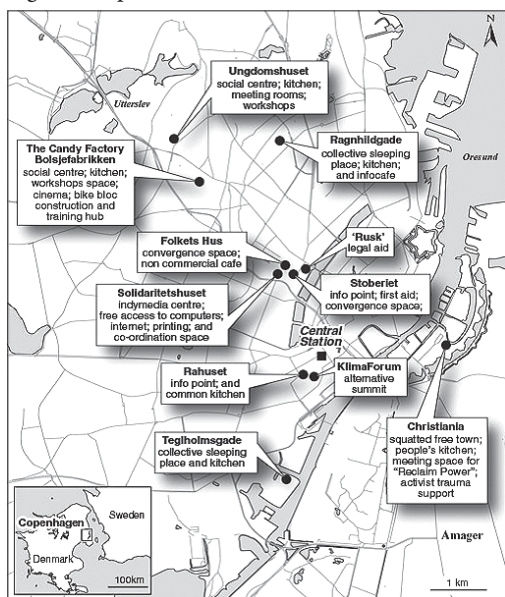 N
Ungdomshuset
social centre; kitchen;
meeting rooms;
workshops
Utterslev
The Candy Factory
Bolsjefabrikken
social centre; kitchen;
workshops space;
cinema; bike bloc
construction and
training hub
Ragnhildgade
collective sleeping
place; kitchen;
and infocafe
Oresund
Folkets Hus
convergence space;
non commercial cafe
'Rusk'
legal aid
Solidaritetshuset
indymedia centre;
free access to computers;
internet; printing; and
co-ordination space
Støberiet
info point; first aid;
convergence space;
Central
Station
Rahuset
info point; and
common kitchen
KlimaForum
alternative
summit
Christiania
squatted free town;
people's kitchen;
meeting space for
"Reclaim Power";
activist trauma
support
Teglholmsgade
collective sleeping
place and kitchen
Copenhagen
Sweden
Denmark
100km
Amager
1 km